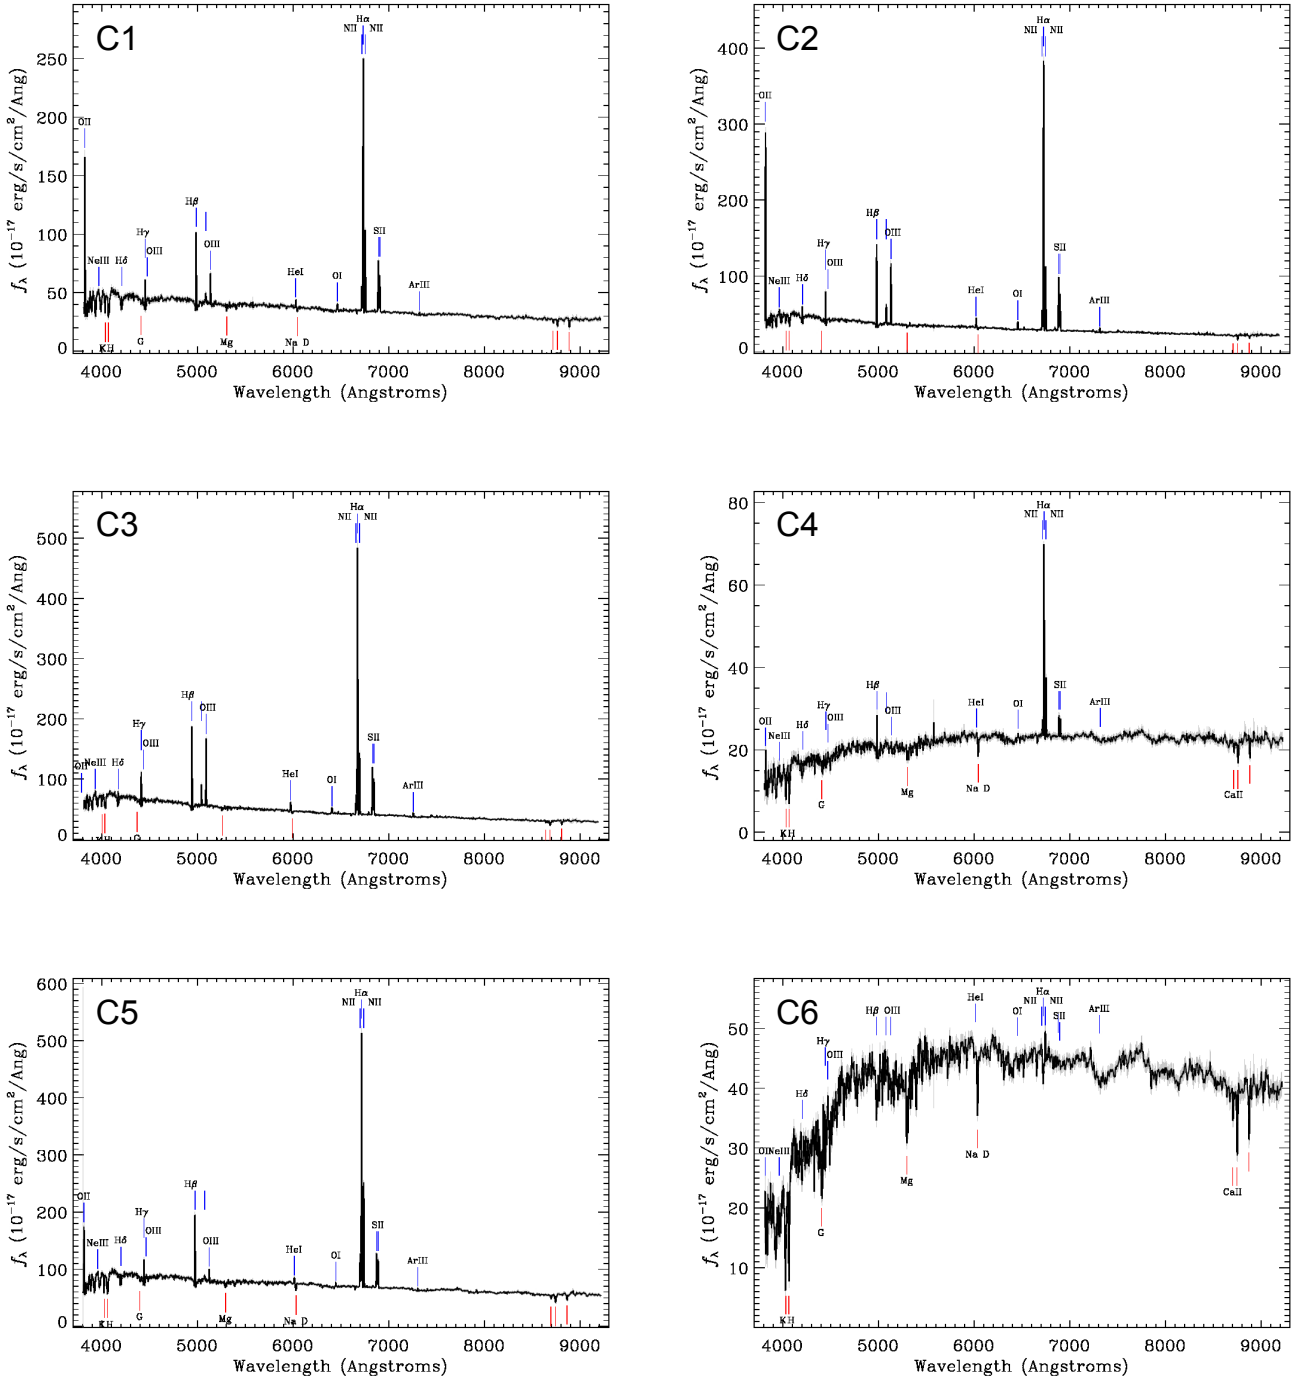 C1
Hα
NII NII
OII
Hβ
Hγ
OIII
OIII
NeIII Hδ
SII
HeI
OI
ArIII
K H
G
Mg
Na D
250
200
150
100
50
0
4000 5000 6000 7000 8000 9000
Wavelength (Angstroms)
fλ (10⁻¹⁷ erg/s/cm²/Ang)
C2
Hα
NII NII
OII
Hβ
Hγ
OIII
OIII
NeIII Hδ
SII
HeI
OI
ArIII
400
300
200
100
0
4000 5000 6000 7000 8000 9000
Wavelength (Angstroms)
fλ (10⁻¹⁷ erg/s/cm²/Ang)
C3
Hα
NII NII
Hβ
OIII
Hγ
OIII
SII
OII
NeIII Hδ
HeI
OI
ArIII
G
500
400
300
200
100
0
4000 5000 6000 7000 8000 9000
Wavelength (Angstroms)
fλ (10⁻¹⁷ erg/s/cm²/Ang)
C4
Hα
NII NII
Hβ
OII
Hγ
OIII
OIII
NeIII
Hδ
HeI
OI
SII
ArIII
K H
G
Mg
Na D
CaII
80
60
40
20
0
4000 5000 6000 7000 8000 9000
Wavelength (Angstroms)
fλ (10⁻¹⁷ erg/s/cm²/Ang)
C5
Hα
NII NII
OII
Hβ
Hγ
OIII
OIII
NeIII Hδ
SII
HeI
OI
ArIII
K H
G
Mg
Na D
600
500
400
300
200
100
0
4000 5000 6000 7000 8000 9000
Wavelength (Angstroms)
fλ (10⁻¹⁷ erg/s/cm²/Ang)
C6
HeI
Hα
NII NII
Hβ OIII
OI
SII
ArIII
Hγ
OIII
Hδ
OII NeIII
K H
G
Mg
Na D
CaII
50
40
30
20
10
4000 5000 6000 7000 8000 9000
Wavelength (Angstroms)
fλ (10⁻¹⁷ erg/s/cm²/Ang)